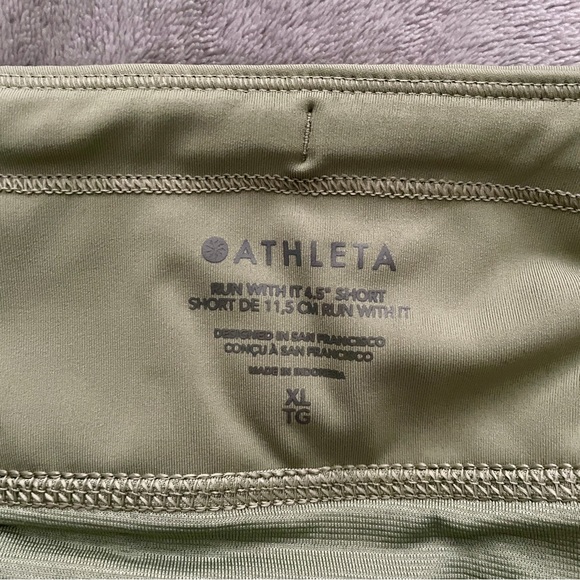 ATHLETA
RUN WITH IT 4.5" SHORT
SHORT DE 11,5 CM RUN WITH IT
DESIGNED IN SAN FRANCISCO
CONÇU À SAN FRANCISCO
MADE IN INDONESIA
XL
TG